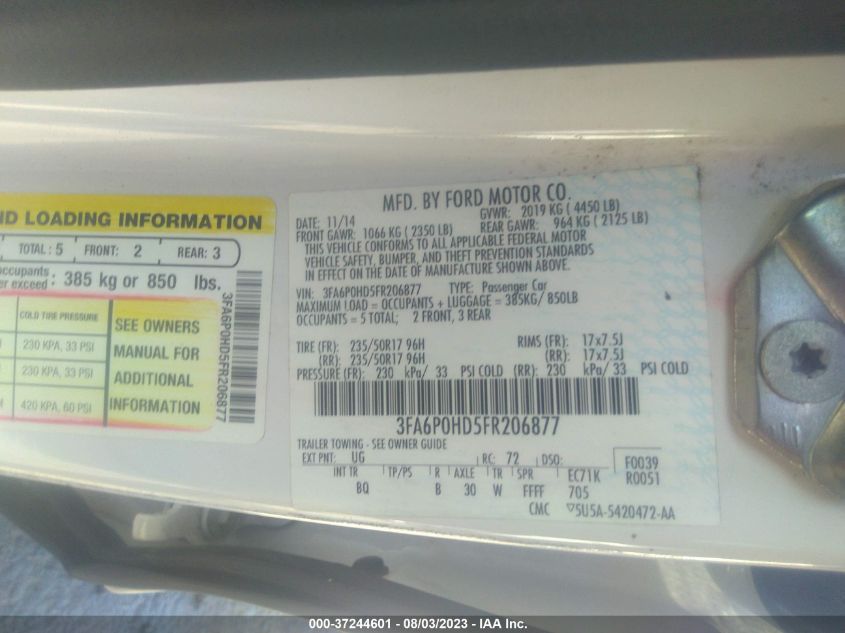 ND LOADING INFORMATION
TOTAL : 5 FRONT: 2 REAR: 3
occupants
er exceed : 385 kg or 850 lbs.
COLD TIRE PRESSURE
230 KPA, 33 PSI
230 KPA, 33 PSI
420 KPA, 60 PSI
SEE OWNERS
MANUAL FOR
ADDITIONAL
INFORMATION
3FA6P0HD5FR206877
MFD. BY FORD MOTOR CO.
DATE: 11/14 GVWR: 2019 KG ( 4450 LB)
FRONT GAWR: 1066 KG ( 2350 LB) REAR GAWR: 964 KG ( 2125 LB)
THIS VEHICLE CONFORMS TO ALL APPLICABLE FEDERAL MOTOR
VEHICLE SAFETY, BUMPER, AND THEFT PREVENTION STANDARDS
IN EFFECT ON THE DATE OF MANUFACTURE SHOWN ABOVE.
VIN: 3FA6P0HD5FR206877 TYPE: Passenger Car
MAXIMUM LOAD = OCCUPANTS + LUGGAGE = 385KG/ 850LB
OCCUPANTS = 5 TOTAL; 2 FRONT, 3 REAR
TIRE (FR): 235/50R17 96H RIMS (FR): 17×7.5J
(RR): 235/50R17 96H (RR): 17×7.5J
PRESSURE (FR): 230 kPa/ 33 PSI COLD (RR): 230 kPa/ 33 PSI COLD
3FA6P0HD5FR206877
TRAILER TOWING - SEE OWNER GUIDE
EXT PNT: UG RC: 72 DSO: F0039
INT TR TP/PS R AXLE TR SPR EC71K R0051
BQ B 30 W FFFF 705
CMC ▽5U5A-5420472-AA
000-37244601 - 08/03/2023 - IAA Inc.